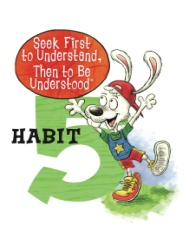 Seek First
to Understand,
Then to Be
Understood®
HABIT
5